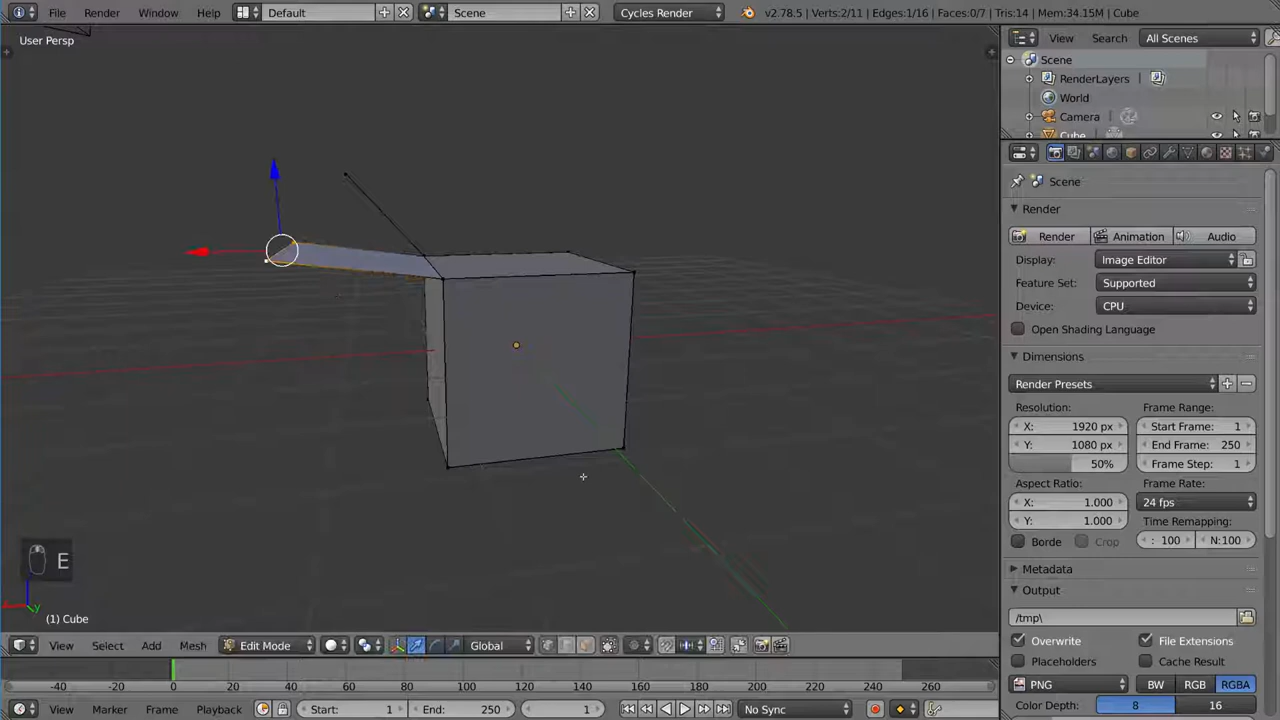 File Render Window Help Default Scene Cycles Render v2.78.5 | Verts:2/11 | Edges:1/16 | Faces:0/7 | Tris:14 | Mem:34.15M | Cube
User Persp
View Search All Scenes
Scene
RenderLayers
World
Camera
Cube
Scene
Render
Render Animation Audio
Display: Image Editor
Feature Set: Supported
Device: CPU
Open Shading Language
Dimensions
Render Presets
Resolution: Frame Range:
X: 1920 px Start Frame: 1
Y: 1080 px End Frame: 250
50% Frame Step: 1
Aspect Ratio: Frame Rate:
X: 1.000 24 fps
Y: 1.000 Time Remapping:
Borde Crop : 100 N:100
Metadata
Output
/tmp\
Overwrite File Extensions
Placeholders Cache Result
PNG BW RGB RGBA
Color Depth: 8 16
E
y
(1) Cube
View Select Add Mesh Edit Mode Global
-40 -20 0 20 40 60 80 100 120 140 160 180 200 220 240 260
View Marker Frame Playback Start: 1 End: 250 1 No Sync